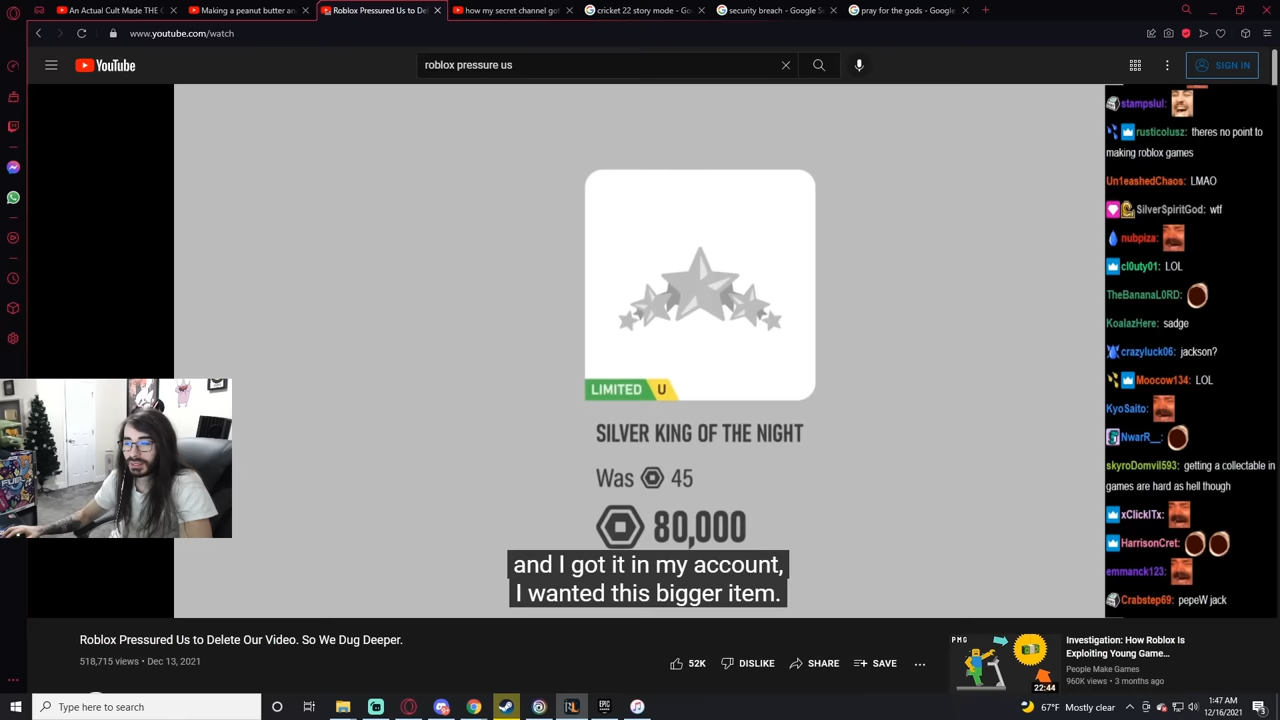 An Actual Cult Made THE C
Making a peanut butter an
Roblox Pressured Us to De
how my secret channel got
cricket 22 story mode - Go
security breach - Google S
pray for the gods - Google
www.youtube.com/watch
YouTube
roblox pressure us
SIGN IN
stampslul:
rusticolusz: theres no point to
making roblox games
Un1eashedChaos: LMAO
SilverSpiritGod: wtf
nubpiza:
cl0uty01: LOL
TheBananaL0RD:
KoalazHere: sadge
crazyluck06: jackson?
Moocow134: LOL
KyoSaito:
NwarR__:
skyroDomvil593: getting a collectable in
games are hard as hell though
xClickITx:
HarrisonCret:
emmanck123:
Crabstep69: pepeW jack
LIMITED U
SILVER KING OF THE NIGHT
Was 45
80,000
and I got it in my account,
I wanted this bigger item.
Roblox Pressured Us to Delete Our Video. So We Dug Deeper.
518,715 views • Dec 13, 2021
52K
DISLIKE
SHARE
SAVE
PMG
22:44
Investigation: How Roblox Is
Exploiting Young Game...
People Make Games
960K views • 3 months ago
Type here to search
EPIC
67°F Mostly clear
1:47 AM
12/16/2021
3